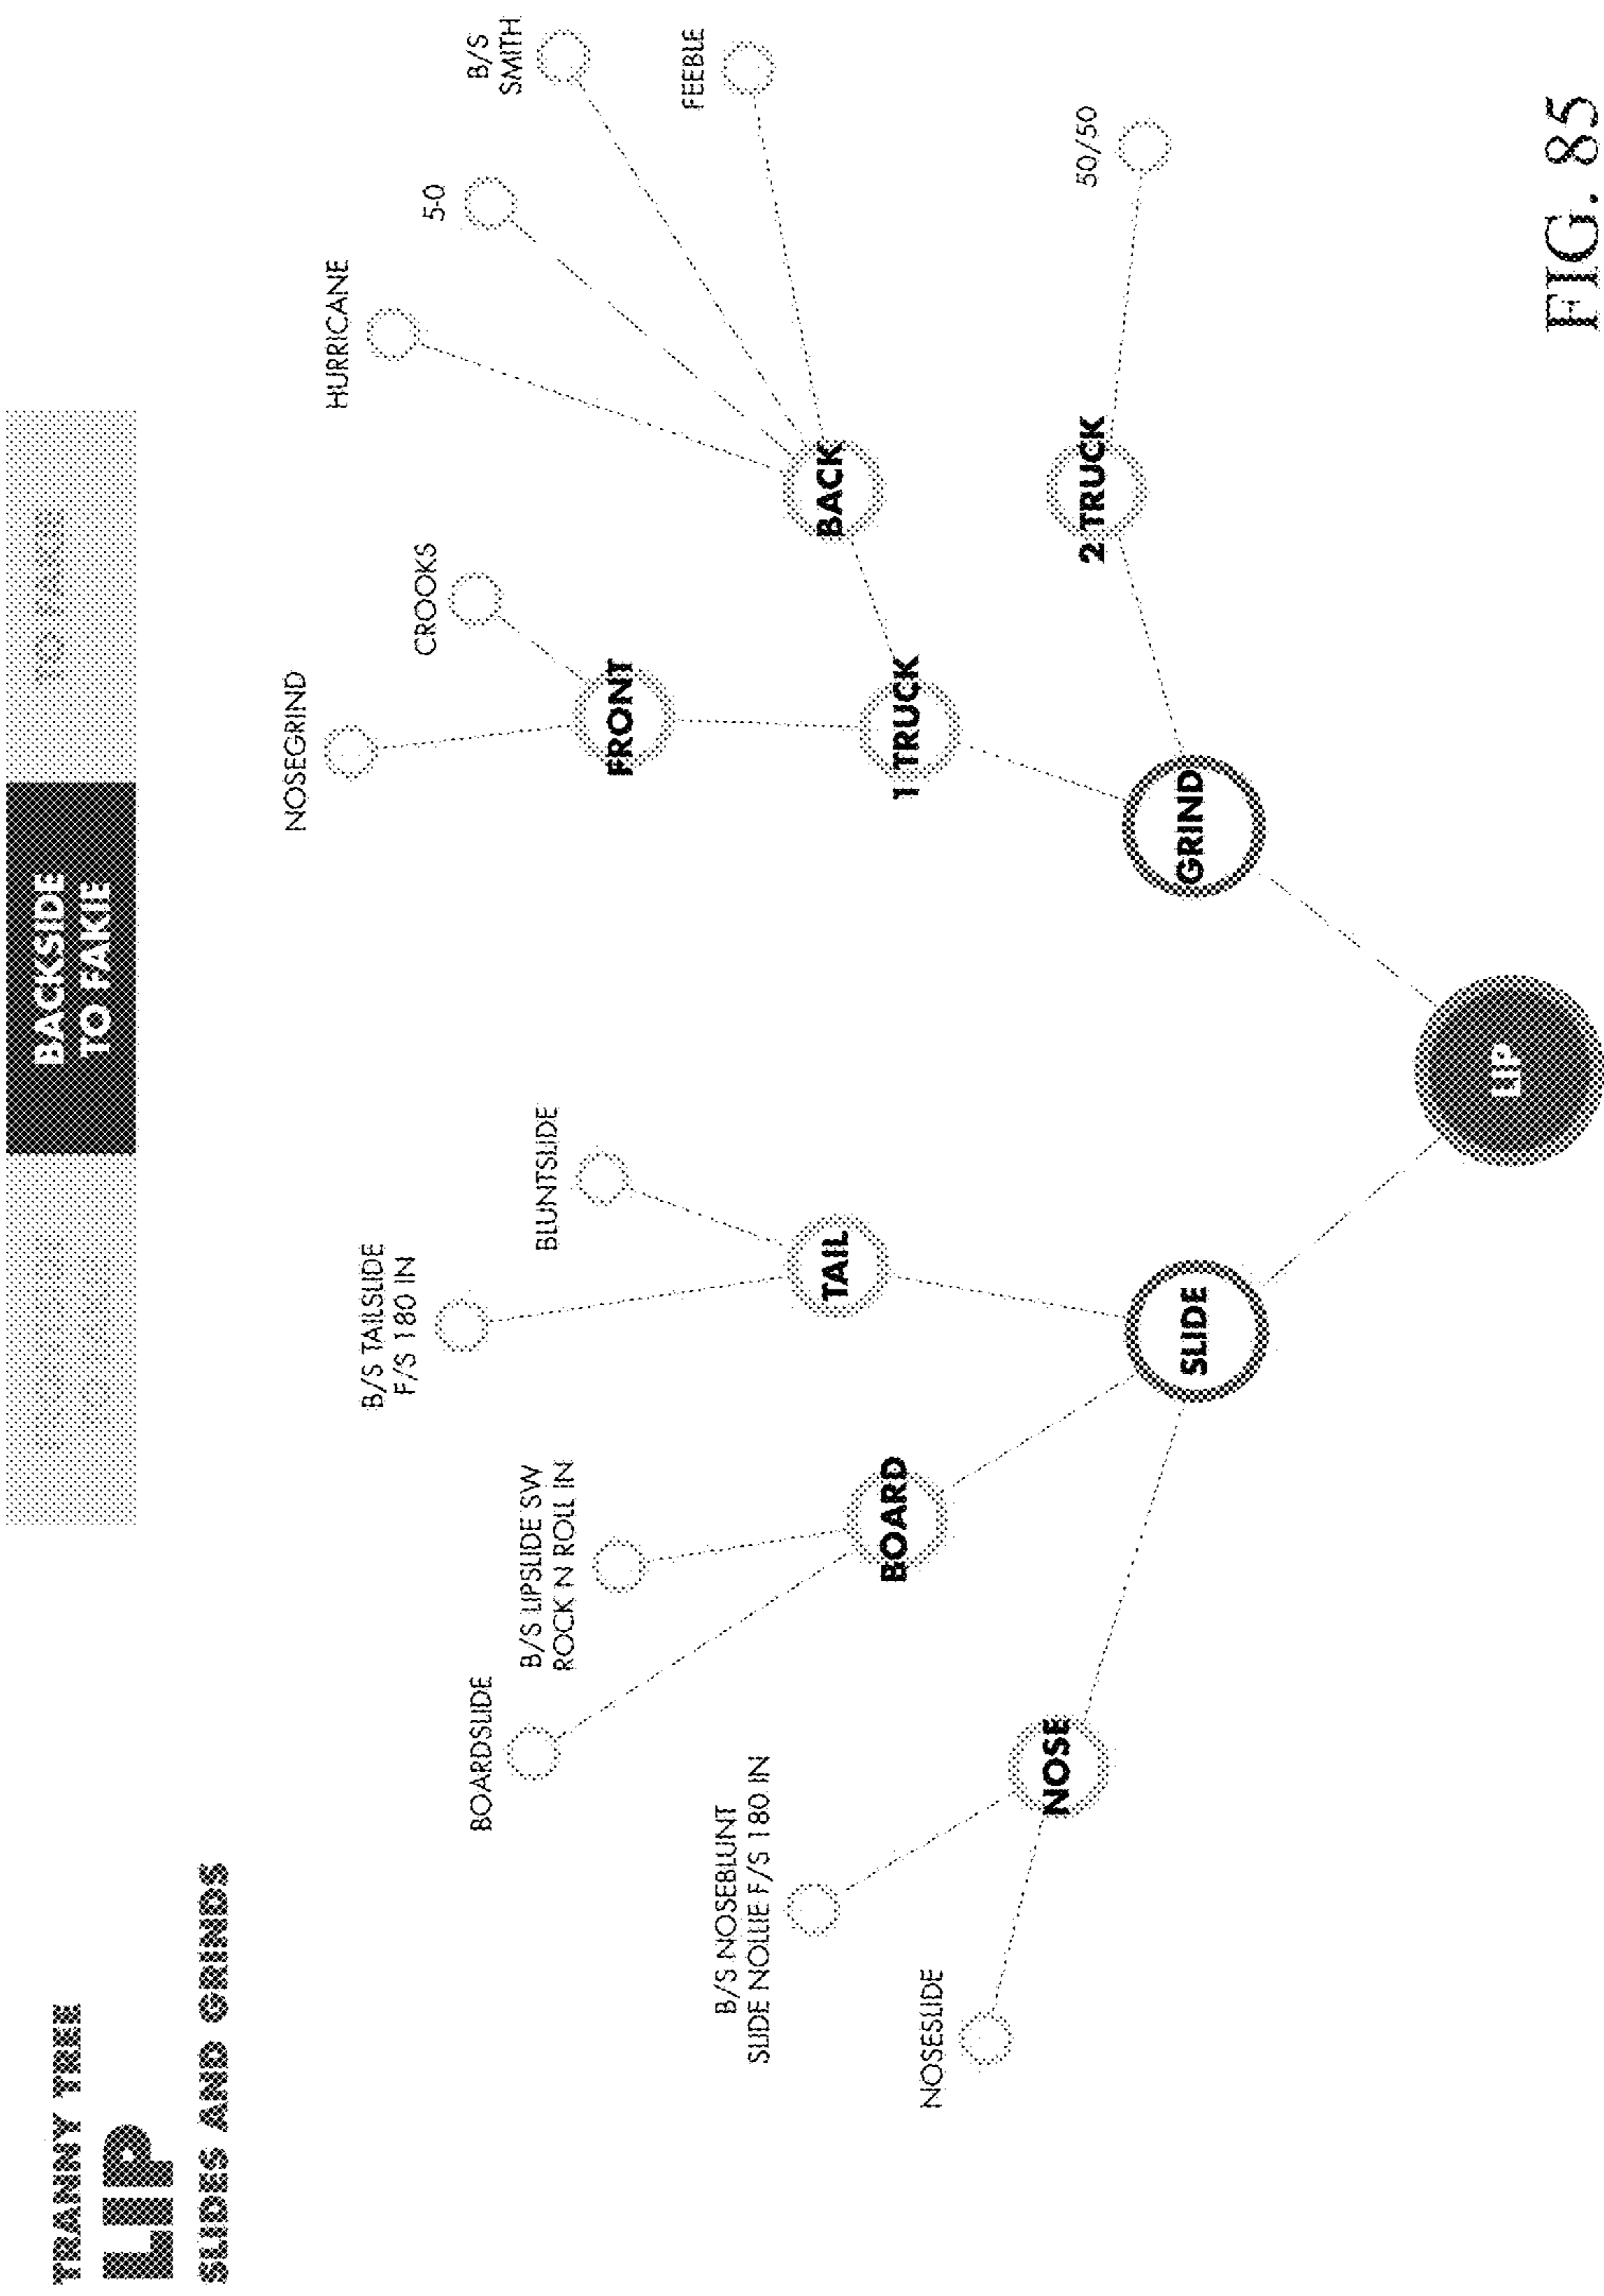 TRANNY TREE
LIP
SLIDES AND GRINDS
BACKSIDE
TO FAKIE
NOSESLIDE
B/S NOSEBLUNT
SLIDE NOLLIE F/S 180 IN
BOARDSLIDE
B/S LIPSLIDE SW
ROCK N ROLL IN
B/S TAILSLIDE
F/S 180 IN
BLUNTSLIDE
NOSEGRIND
CROOKS
HURRICANE
5-0
B/S
SMITH
FEEBLE
50/50
NOSE
BOARD
TAIL
FRONT
BACK
1 TRUCK
2 TRUCK
SLIDE
GRIND
LIP
FIG. 85